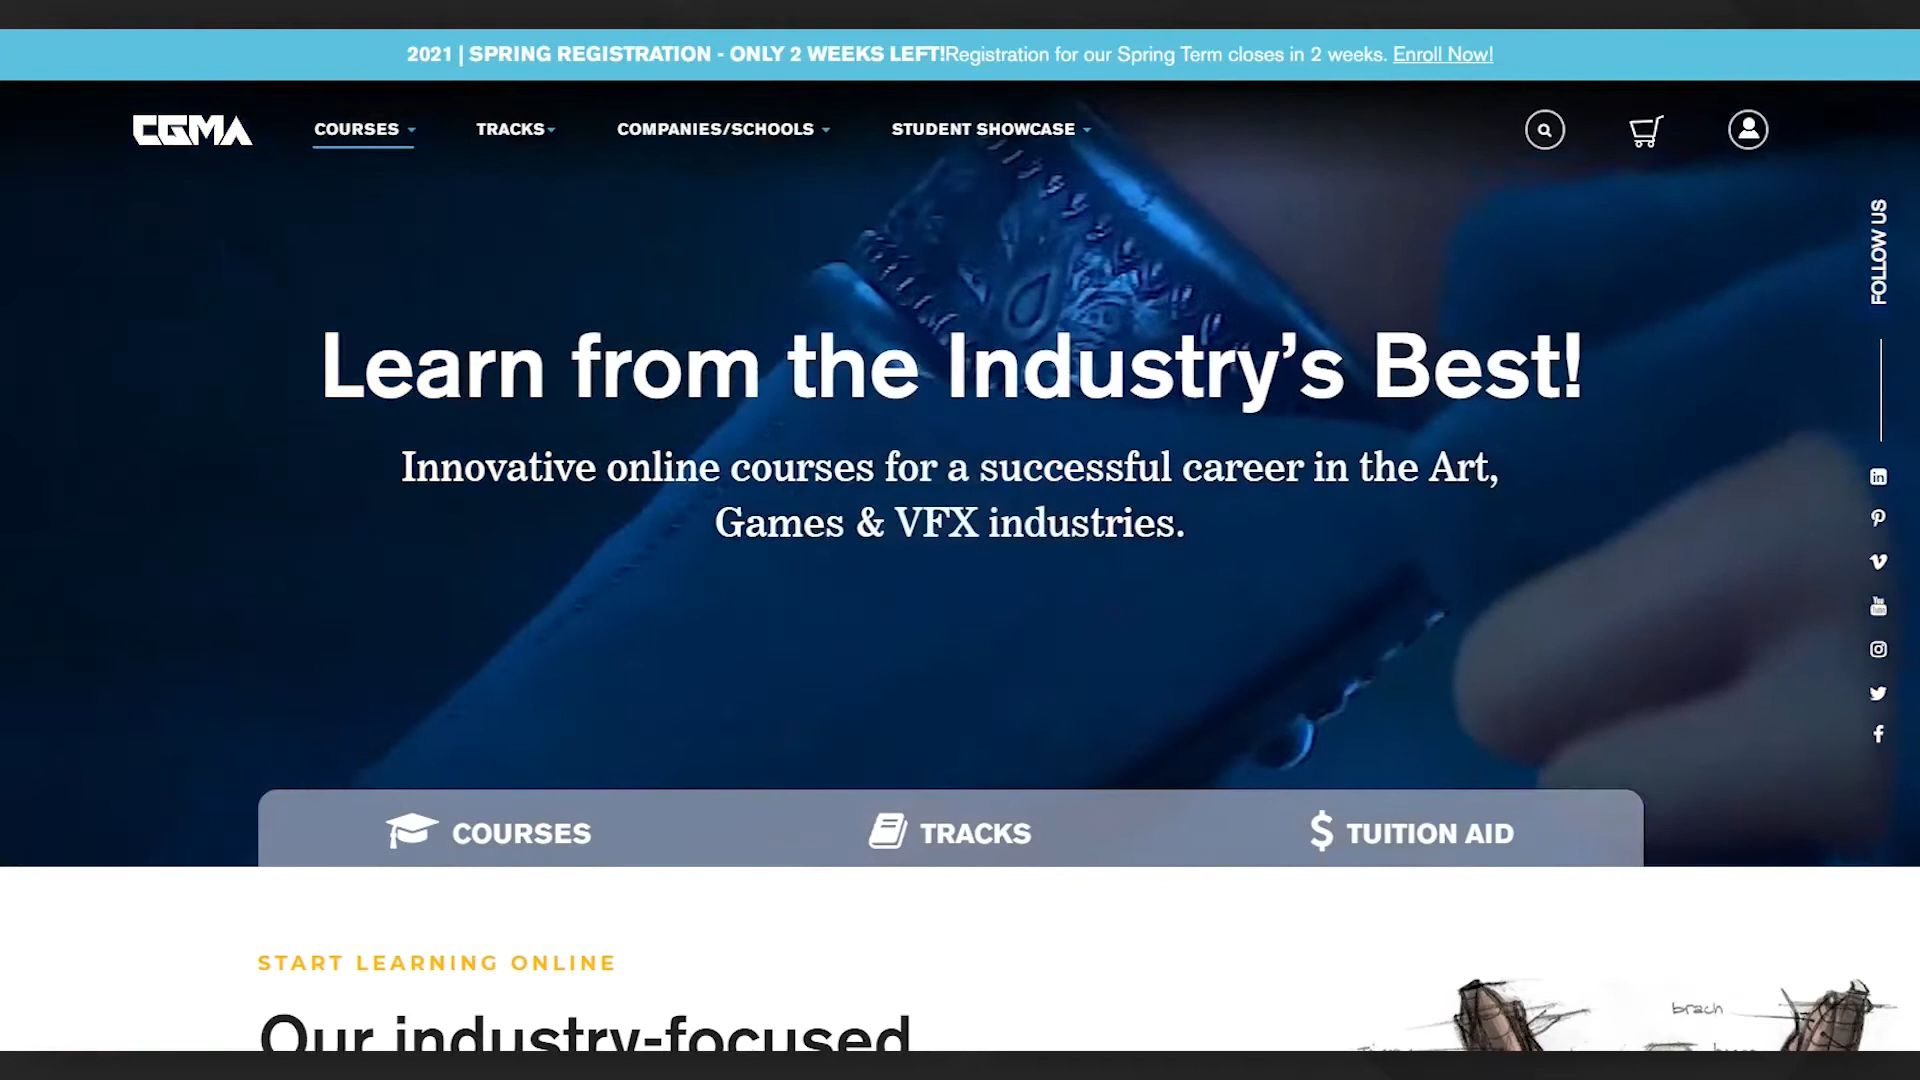 2021 | SPRING REGISTRATION - ONLY 2 WEEKS LEFT!Registration for our Spring Term closes in 2 weeks. Enroll Now!
CGMA COURSES TRACKS COMPANIES/SCHOOLS STUDENT SHOWCASE
FOLLOW US
Learn from the Industry’s Best!
Innovative online courses for a successful career in the Art,
Games & VFX industries.
COURSES TRACKS $ TUITION AID
START LEARNING ONLINE
Our industry-focused
brach